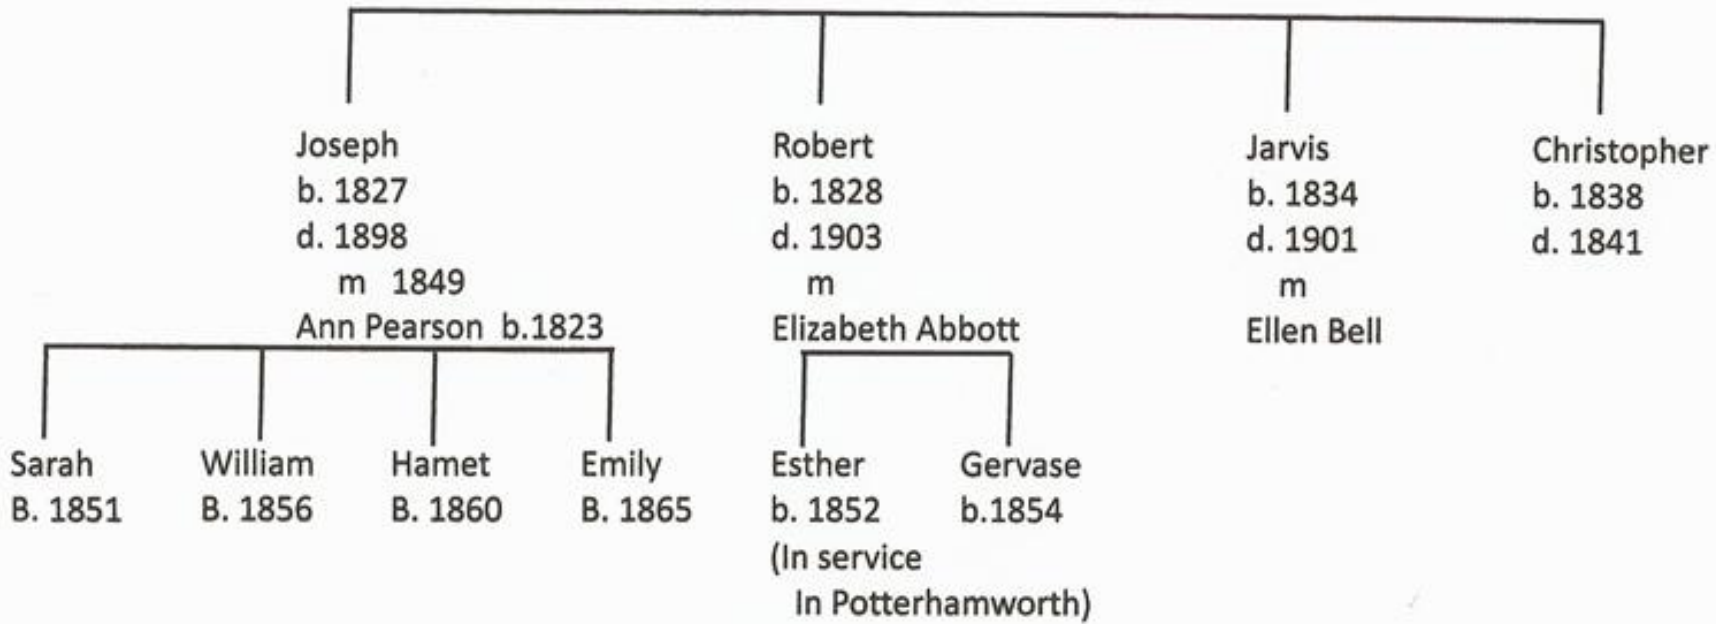 Joseph
b. 1827
d. 1898
m 1849
Ann Pearson b.1823
Robert
b. 1828
d. 1903
m
Elizabeth Abbott
Jarvis
b. 1834
d. 1901
m
Ellen Bell
Christopher
b. 1838
d. 1841
Sarah
B. 1851
William
B. 1856
Hamet
B. 1860
Emily
B. 1865
Esther
b. 1852
(In service
In Potterhamworth)
Gervase
b.1854